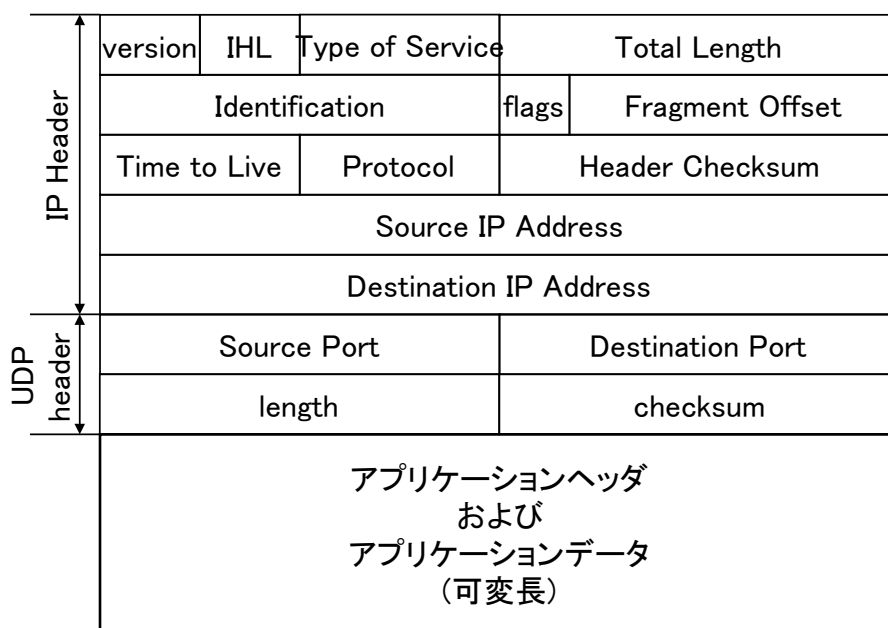 version IHL Type of Service Total Length
Identification flags Fragment Offset
Time to Live Protocol Header Checksum
Source IP Address
Destination IP Address
IP Header
Source Port Destination Port
length checksum
UDP
header
アプリケーションヘッダ
および
アプリケーションデータ
(可変長)